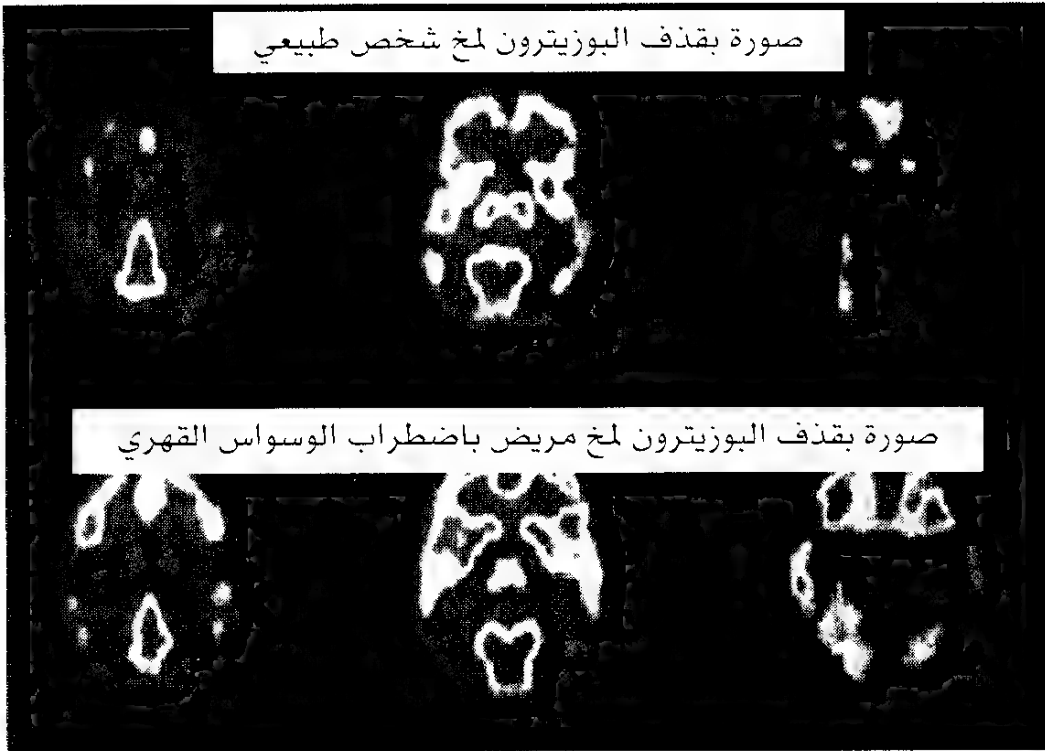 صورة بقذف البوزيترون لمخ شخص طبيعي
صورة بقذف البوزيترون لمخ مريض باضطراب الوسواس القهري